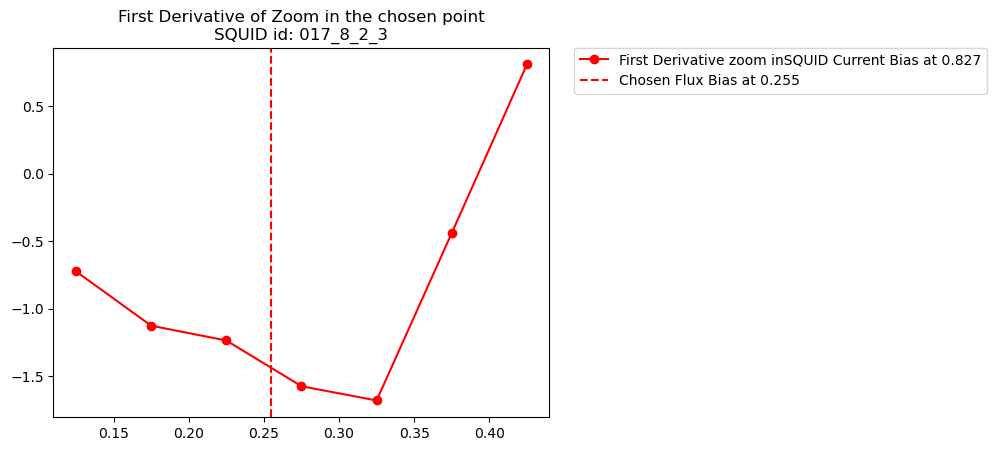 First Derivative of Zoom in the chosen point
SQUID id: 017_8_2_3
First Derivative zoom inSQUID Current Bias at 0.827
Chosen Flux Bias at 0.255
0.5
0.0
−0.5
−1.0
−1.5
0.15 0.20 0.25 0.30 0.35 0.40